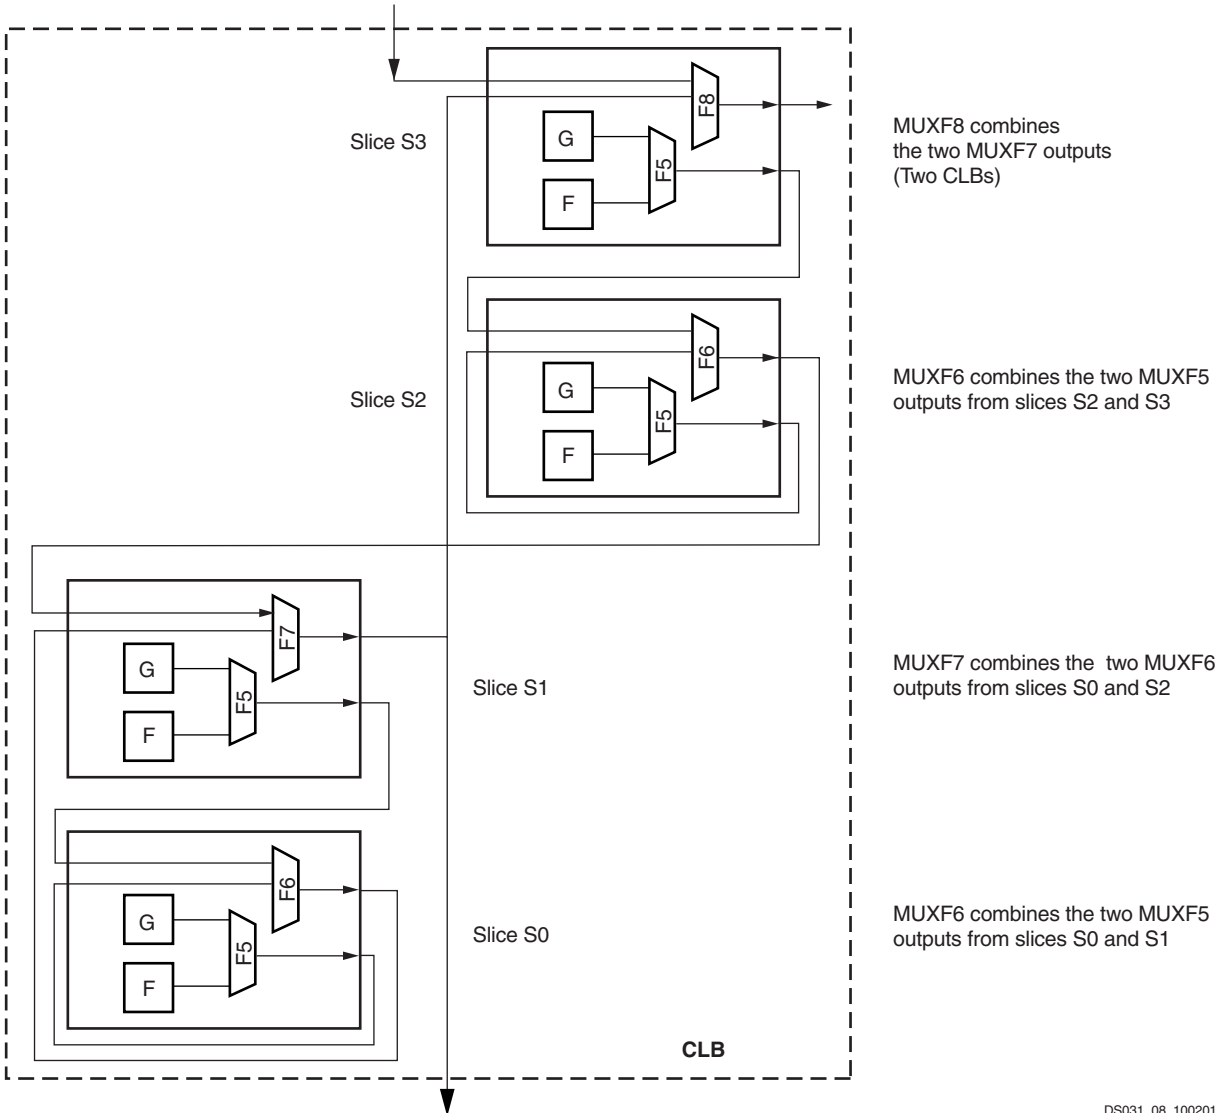 Slice S3
G
F
F5
F8
MUXF8 combines
the two MUXF7 outputs
(Two CLBs)
Slice S2
G
F
F5
F6
MUXF6 combines the two MUXF5
outputs from slices S2 and S3
G
F
F5
F7
Slice S1
MUXF7 combines the two MUXF6
outputs from slices S0 and S2
G
F
F5
F6
Slice S0
MUXF6 combines the two MUXF5
outputs from slices S0 and S1
CLB
DS031_08_100201